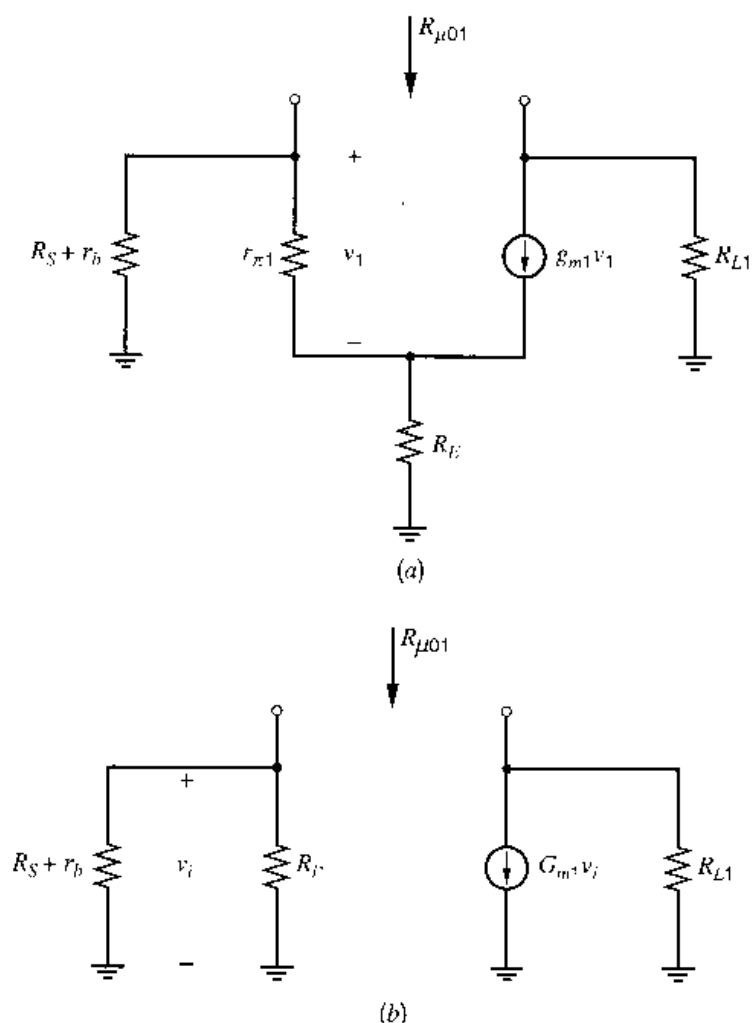 R_{μ01}
+
R_S + r_b
r_{π1}
v_1
g_{m1}v_1
R_{L1}
−
R_E
(a)
R_{μ01}
+
R_S + r_b
v_i
G_{m1}v_i
R_{L1}
−
(b)